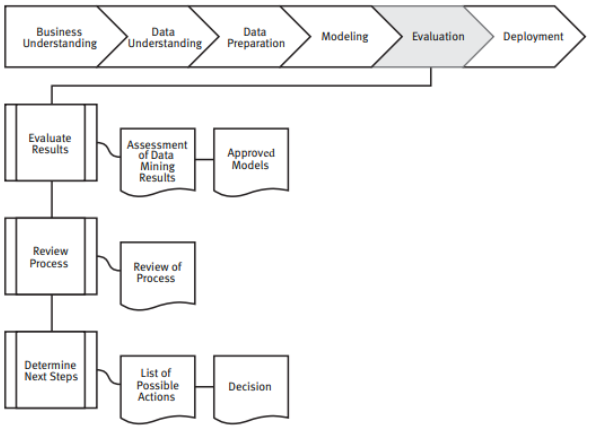 Business
Understanding
Data
Understanding
Data
Preparation
Modeling
Evaluation
Deployment
Evaluate
Results
Assessment
of Data
Mining
Results
Approved
Models
Review
Process
Review of
Process
Determine
Next Steps
List of
Possible
Actions
Decision